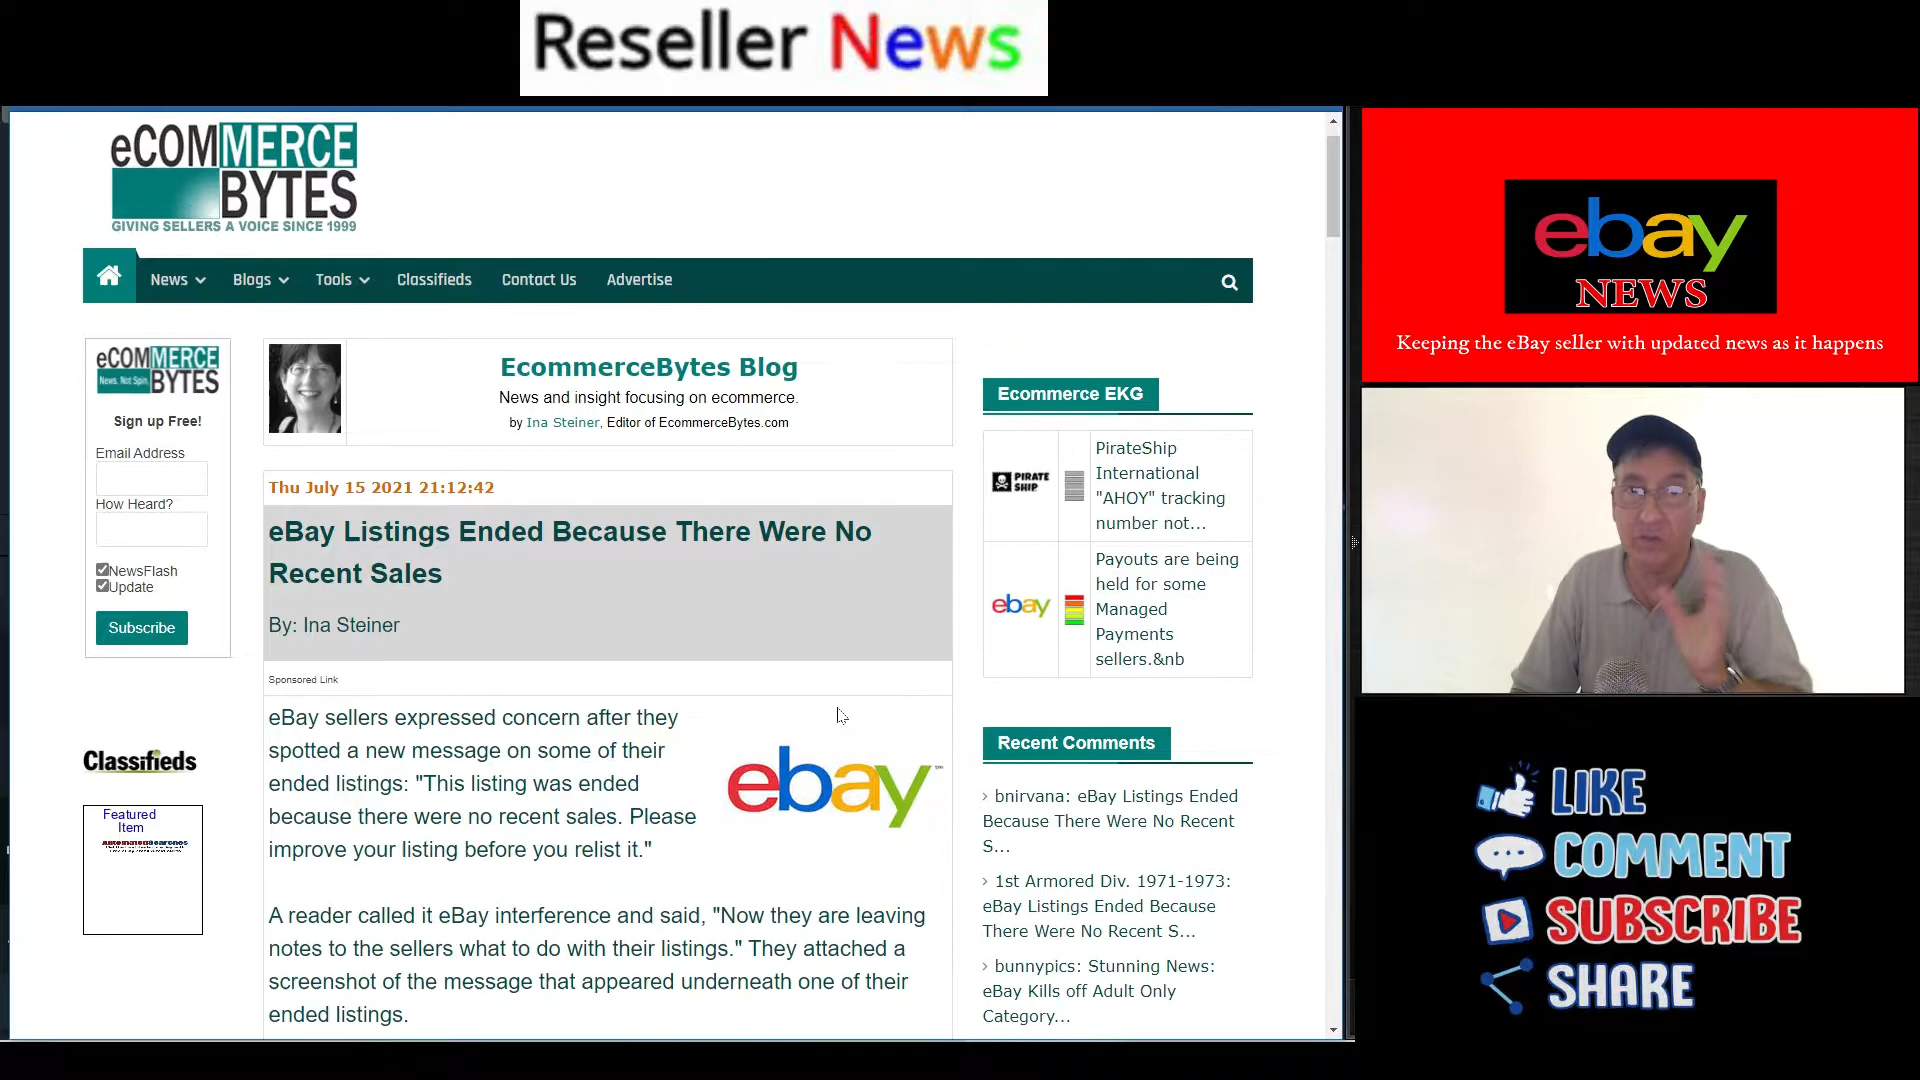 Reseller News
eCOMMERCE
BYTES
GIVING SELLERS A VOICE SINCE 1999
News
Blogs
Tools
Classifieds
Contact Us
Advertise
eCOMMERCE
News. Not Spin.
BYTES
Sign up Free!
Email Address
How Heard?
NewsFlash
Update
Subscribe
Classifieds
Featured
Item
EcommerceBytes Blog
News and insight focusing on ecommerce.
by Ina Steiner, Editor of EcommerceBytes.com
Thu July 15 2021 21:12:42
eBay Listings Ended Because There Were No
Recent Sales
By: Ina Steiner
Sponsored Link
eBay sellers expressed concern after they
spotted a new message on some of their
ended listings: "This listing was ended
because there were no recent sales. Please
improve your listing before you relist it."
ebay™
A reader called it eBay interference and said, "Now they are leaving
notes to the sellers what to do with their listings." They attached a
screenshot of the message that appeared underneath one of their
ended listings.
Ecommerce EKG
PIRATE
SHIP
PirateShip
International
"AHOY" tracking
number not...
ebay
Payouts are being
held for some
Managed
Payments
sellers.&nb
Recent Comments
› bnirvana: eBay Listings Ended
Because There Were No Recent
S...
› 1st Armored Div. 1971-1973:
eBay Listings Ended Because
There Were No Recent S...
› bunnypics: Stunning News:
eBay Kills off Adult Only
Category...
ebay
NEWS
Keeping the eBay seller with updated news as it happens
LIKE
COMMENT
SUBSCRIBE
SHARE